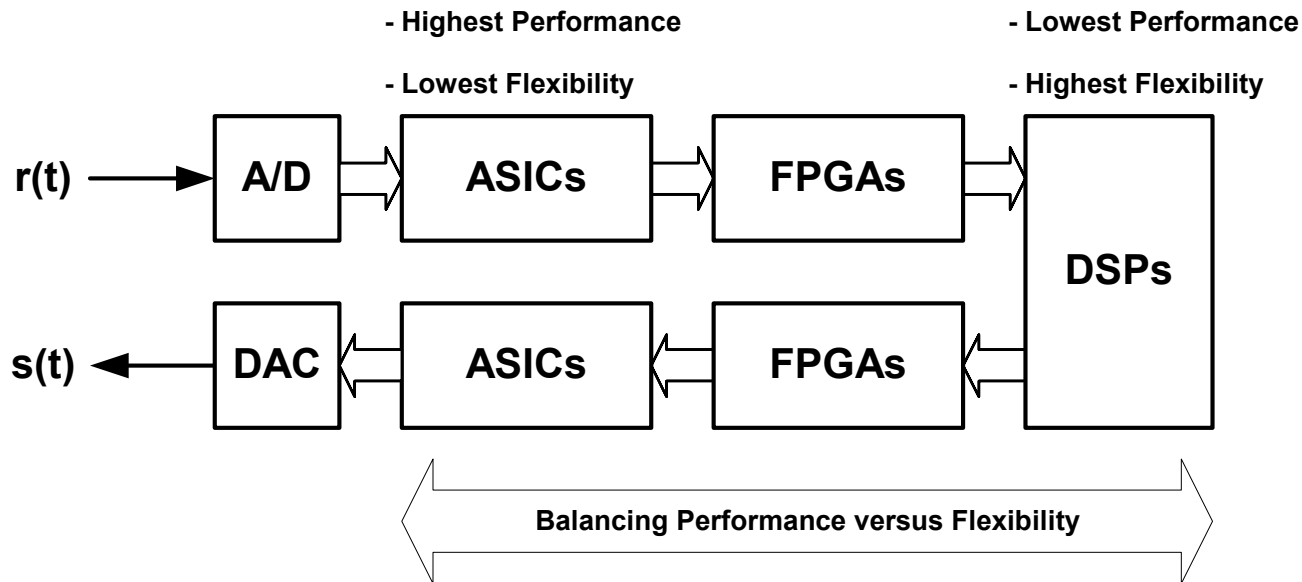 - Highest Performance
- Lowest Flexibility
- Lowest Performance
- Highest Flexibility
r(t)
A/D
ASICs
FPGAs
DSPs
s(t)
DAC
ASICs
FPGAs
Balancing Performance versus Flexibility